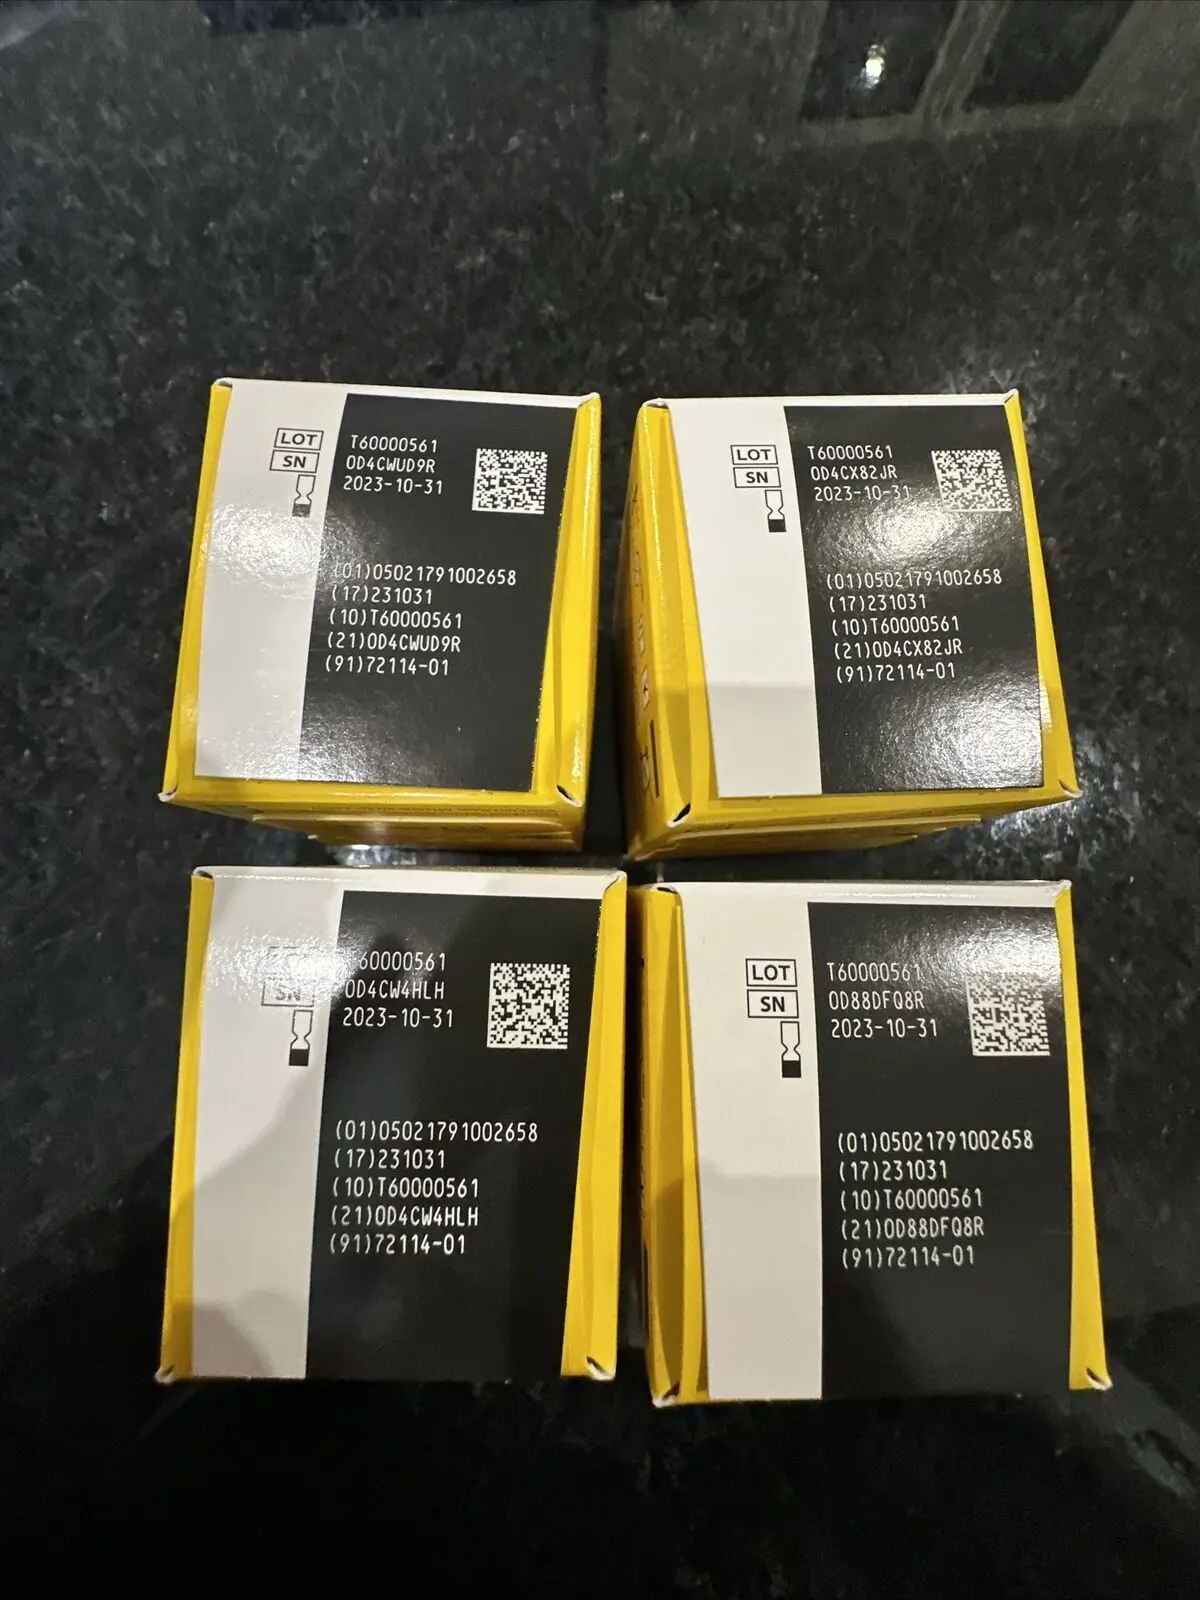 LOT T60000561
SN 0D4CWUD9R
2023-10-31
(01)05021791002658
(17)231031
(10)T60000561
(21)0D4CWUD9R
(91)72114-01
LOT T60000561
SN 0D4CX82JR
2023-10-31
(01)05021791002658
(17)231031
(10)T60000561
(21)0D4CX82JR
(91)72114-01
T60000561
SN 0D4CW4HLH
2023-10-31
(01)05021791002658
(17)231031
(10)T60000561
(21)0D4CW4HLH
(91)72114-01
LOT T60000561
SN 0D88DFQ8R
2023-10-31
(01)05021791002658
(17)231031
(10)T60000561
(21)0D88DFQ8R
(91)72114-01